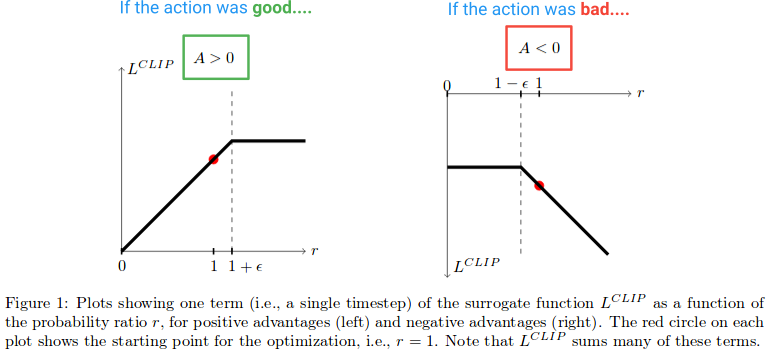 If the action was good....
If the action was bad....
A > 0
A < 0
L^{CLIP}
0
1 − ϵ 1
r
r
0
1 1 + ϵ
L^{CLIP}
Figure 1: Plots showing one term (i.e., a single timestep) of the surrogate function L^{CLIP} as a function of
the probability ratio r, for positive advantages (left) and negative advantages (right). The red circle on each
plot shows the starting point for the optimization, i.e., r = 1. Note that L^{CLIP} sums many of these terms.